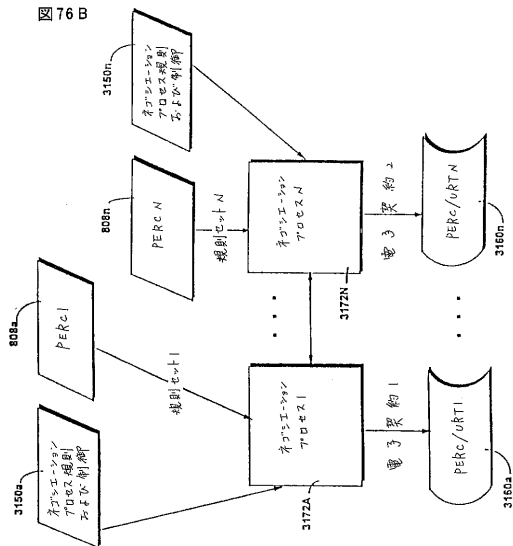 図 76 B
3150a
ネゴシエーション
プロセス規則
および制御
808a
PERC 1
規則セット1
808n
PERC N
規則セットN
3150n
ネゴシエーション
プロセス規則
および制御
ネゴシエーション
プロセス1
3172A
ネゴシエーション
プロセスN
3172N
電子契約1
電子契約2
PERC/URT1
3160a
PERC/URTN
3160n